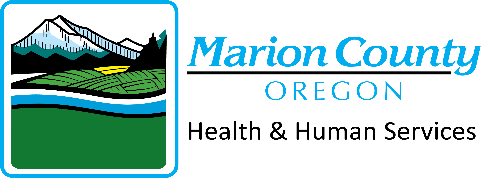 Marion County
OREGON
Health & Human Services